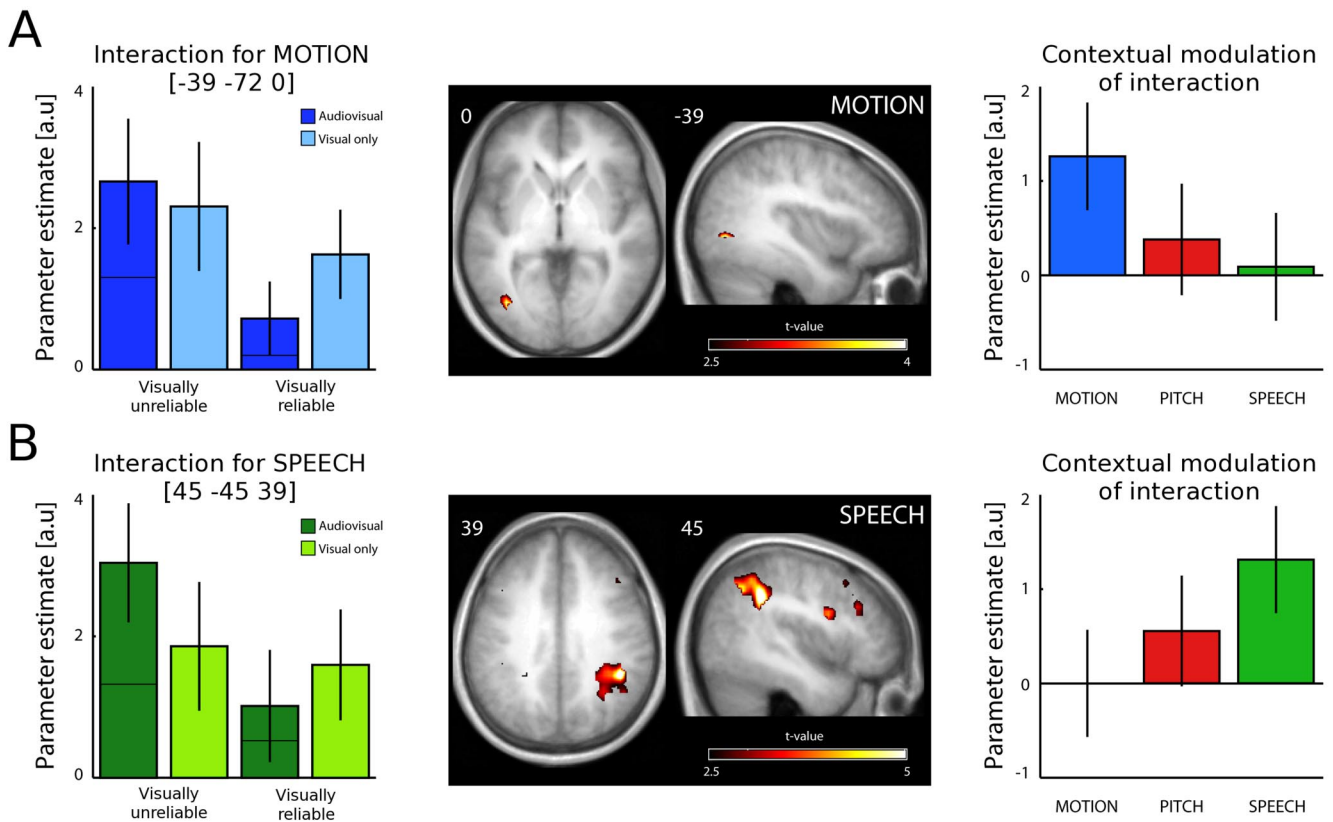 A
Interaction for MOTION
[-39 -72 0]
Parameter estimate [a.u]
4
2
0
Audiovisual
Visual only
Visually
unreliable
Visually
reliable
0
-39
MOTION
t-value
2.5
4
Contextual modulation
of interaction
Parameter estimate [a.u]
2
1
0
-1
MOTION
PITCH
SPEECH
B
Interaction for SPEECH
[45 -45 39]
Parameter estimate [a.u]
4
2
0
Audiovisual
Visual only
Visually
unreliable
Visually
reliable
39
45
SPEECH
t-value
2.5
5
Contextual modulation
of interaction
Parameter estimate [a.u]
2
1
0
-1
MOTION
PITCH
SPEECH